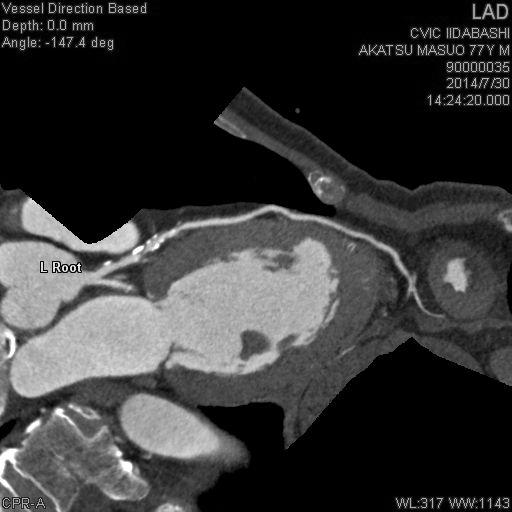 Vessel Direction Based
Depth: 0.0 mm
Angle: -147.4 deg
LAD
CVIC IIDABASHI
AKATSU MASUO 77Y M
90000035
2014/7/30
14:24:20.000
L Root
CPR-A
WL:317 WW:1143